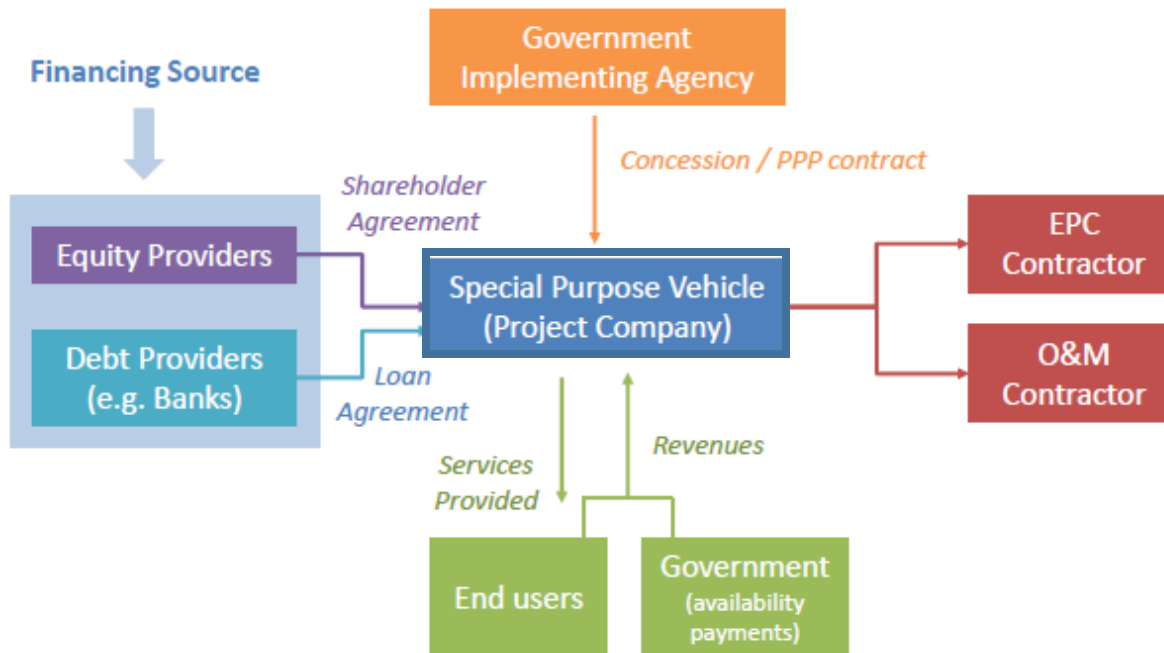 Financing Source
Government
Implementing Agency
Concession / PPP contract
Shareholder
Agreement
Equity Providers
Debt Providers
(e.g. Banks)
Loan
Agreement
Special Purpose Vehicle
(Project Company)
EPC
Contractor
O&M
Contractor
Services
Provided
Revenues
End users
Government
(availability
payments)